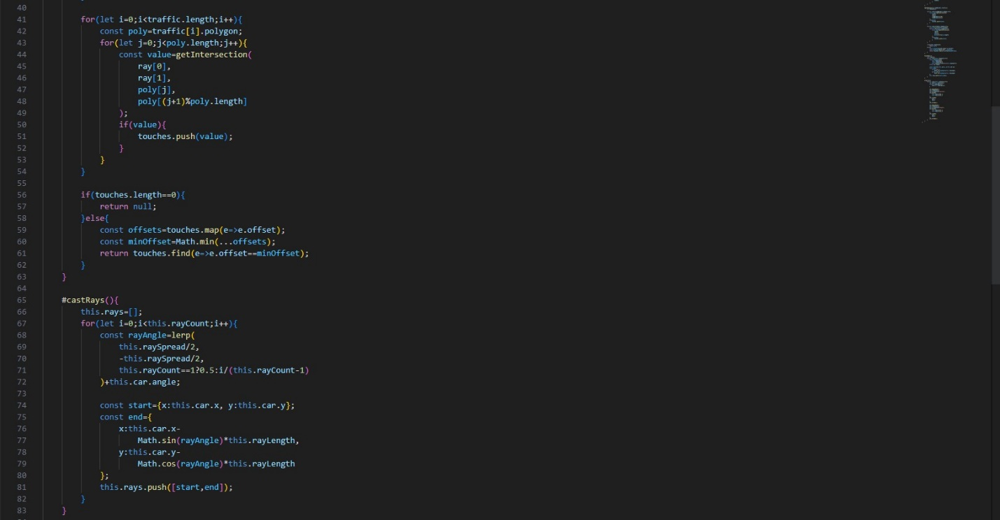 40
41 for(let i=0;i<traffic.length;i++){
42 const poly=traffic[i].polygon;
43 for(let j=0;j<poly.length;j++){
44 const value=getIntersection(
45 ray[0],
46 ray[1],
47 poly[j],
48 poly[(j+1)%poly.length]
49 );
50 if(value){
51 touches.push(value);
52 }
53 }
54 }
55
56 if(touches.length==0){
57 return null;
58 }else{
59 const offsets=touches.map(e=>e.offset);
60 const minOffset=Math.min(...offsets);
61 return touches.find(e=>e.offset==minOffset);
62 }
63 }
64
65 #castRays(){
66 this.rays=[];
67 for(let i=0;i<this.rayCount;i++){
68 const rayAngle=lerp(
69 this.raySpread/2,
70 -this.raySpread/2,
71 this.rayCount==1?0.5:i/(this.rayCount-1)
72 )+this.car.angle;
73
74 const start={x:this.car.x, y:this.car.y};
75 const end={
76 x:this.car.x-
77 Math.sin(rayAngle)*this.rayLength,
78 y:this.car.y-
79 Math.cos(rayAngle)*this.rayLength
80 };
81 this.rays.push([start,end]);
82 }
83 }